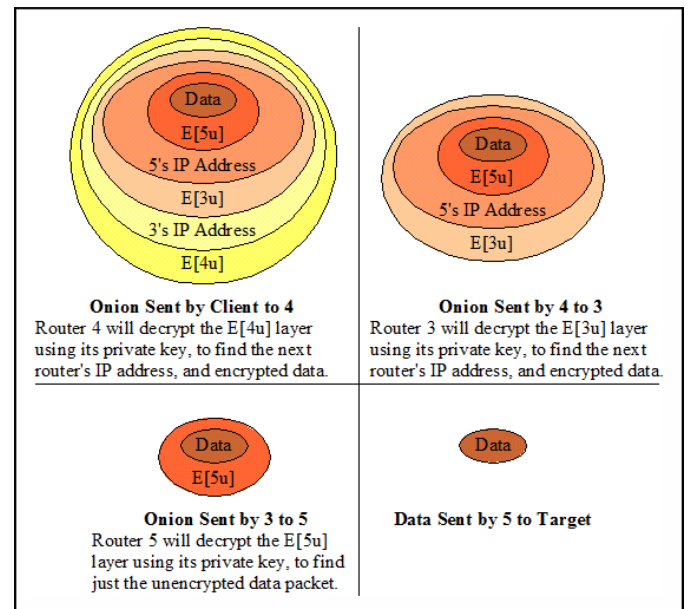 Data
E[5u]
5's IP Address
E[3u]
3's IP Address
E[4u]
Onion Sent by Client to 4
Router 4 will decrypt the E[4u] layer
using its private key, to find the next
router's IP address, and encrypted data.
Data
E[5u]
5's IP Address
E[3u]
Onion Sent by 4 to 3
Router 3 will decrypt the E[3u] layer
using its private key, to find the next
router's IP address, and encrypted data.
Data
E[5u]
Onion Sent by 3 to 5
Router 5 will decrypt the E[5u]
layer using its private key, to find
just the unencrypted data packet.
Data
Data Sent by 5 to Target